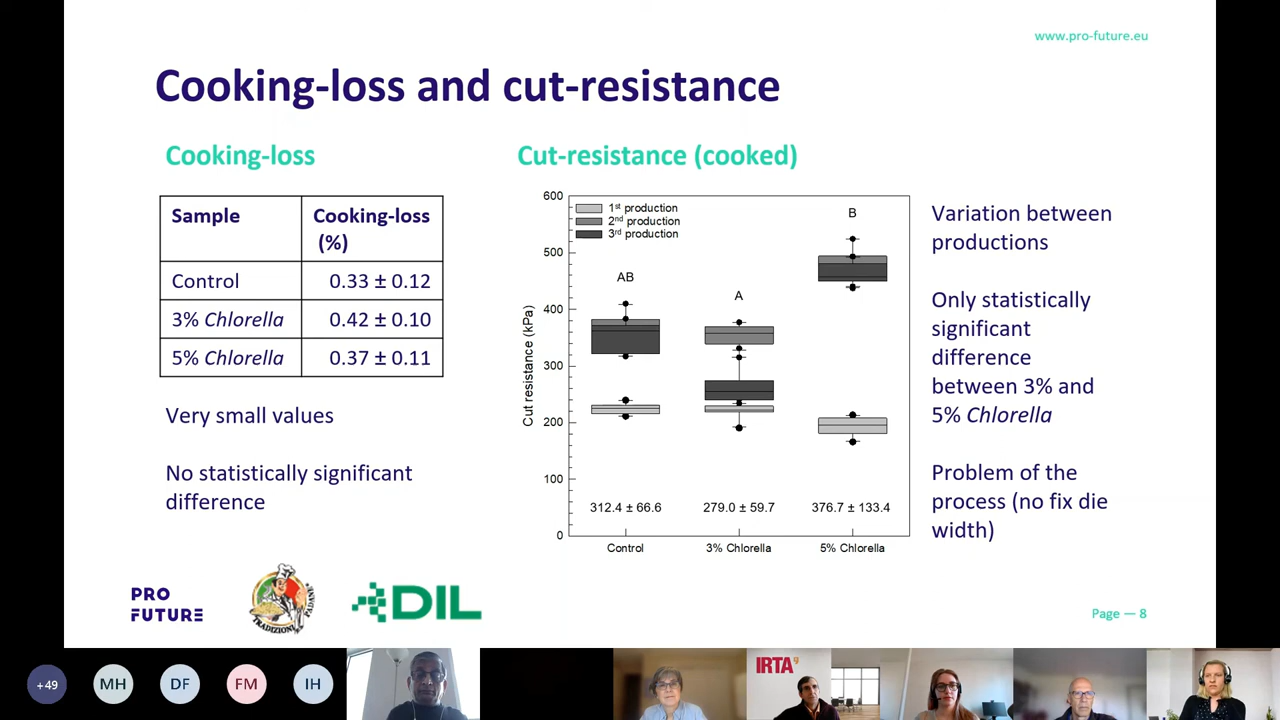 www.pro-future.eu
Cooking-loss and cut-resistance
Cooking-loss
Sample Cooking-loss
(%)
Control 0.33 ± 0.12
3% Chlorella 0.42 ± 0.10
5% Chlorella 0.37 ± 0.11
Very small values
No statistically significant
difference
Cut-resistance (cooked)
Cut resistance (kPa)
600
500
400
300
200
100
0
1st production
2nd production
3rd production
AB
A
B
312.4 ± 66.6
279.0 ± 59.7
376.7 ± 133.4
Control
3% Chlorella
5% Chlorella
Variation between
productions
Only statistically
significant
difference
between 3% and
5% Chlorella
Problem of the
process (no fix die
width)
PRO
FUTURE
TRADIZIONI PADANE
DIL
Page — 8
+49
MH
DF
FM
IH
IRTA